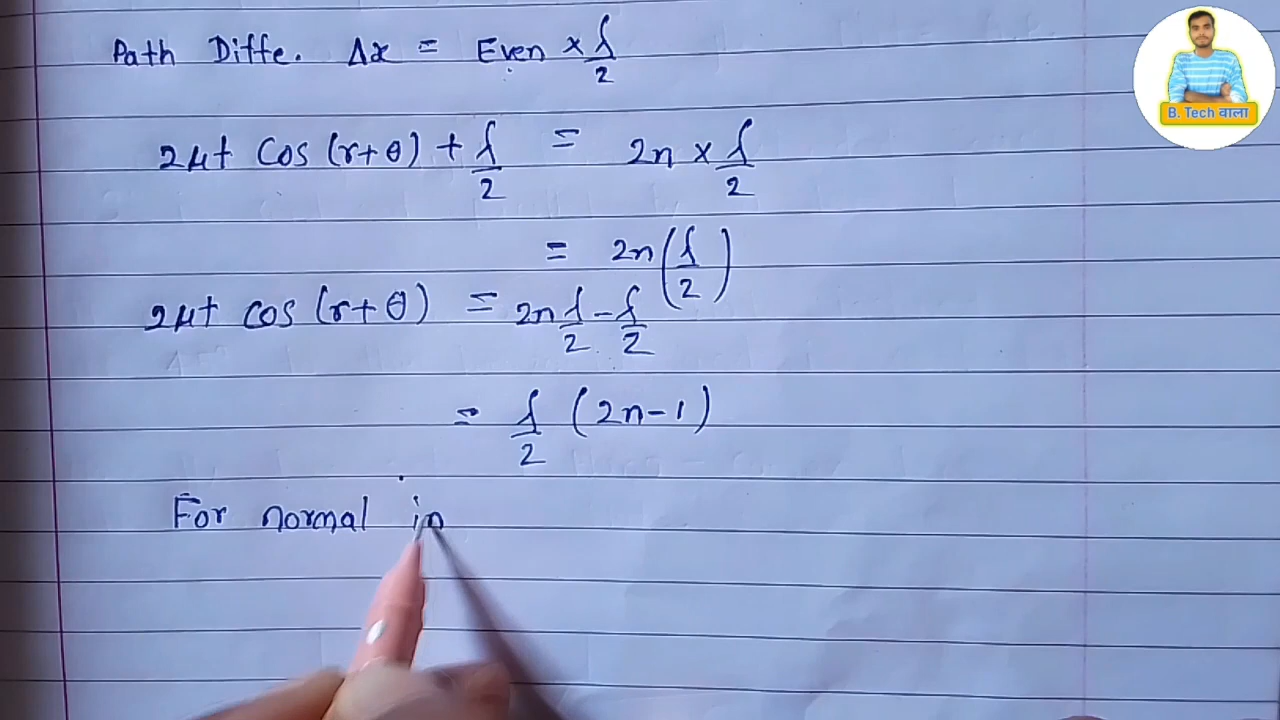 Path Diffe. Δx = Even × λ/2
B. Tech वाला
2μt cos (r+θ) + λ/2 = 2n × λ/2
= 2n(λ/2)
2μt cos (r+θ) = 2nλ/2 - λ/2
= λ/2 (2n-1)
For normal in